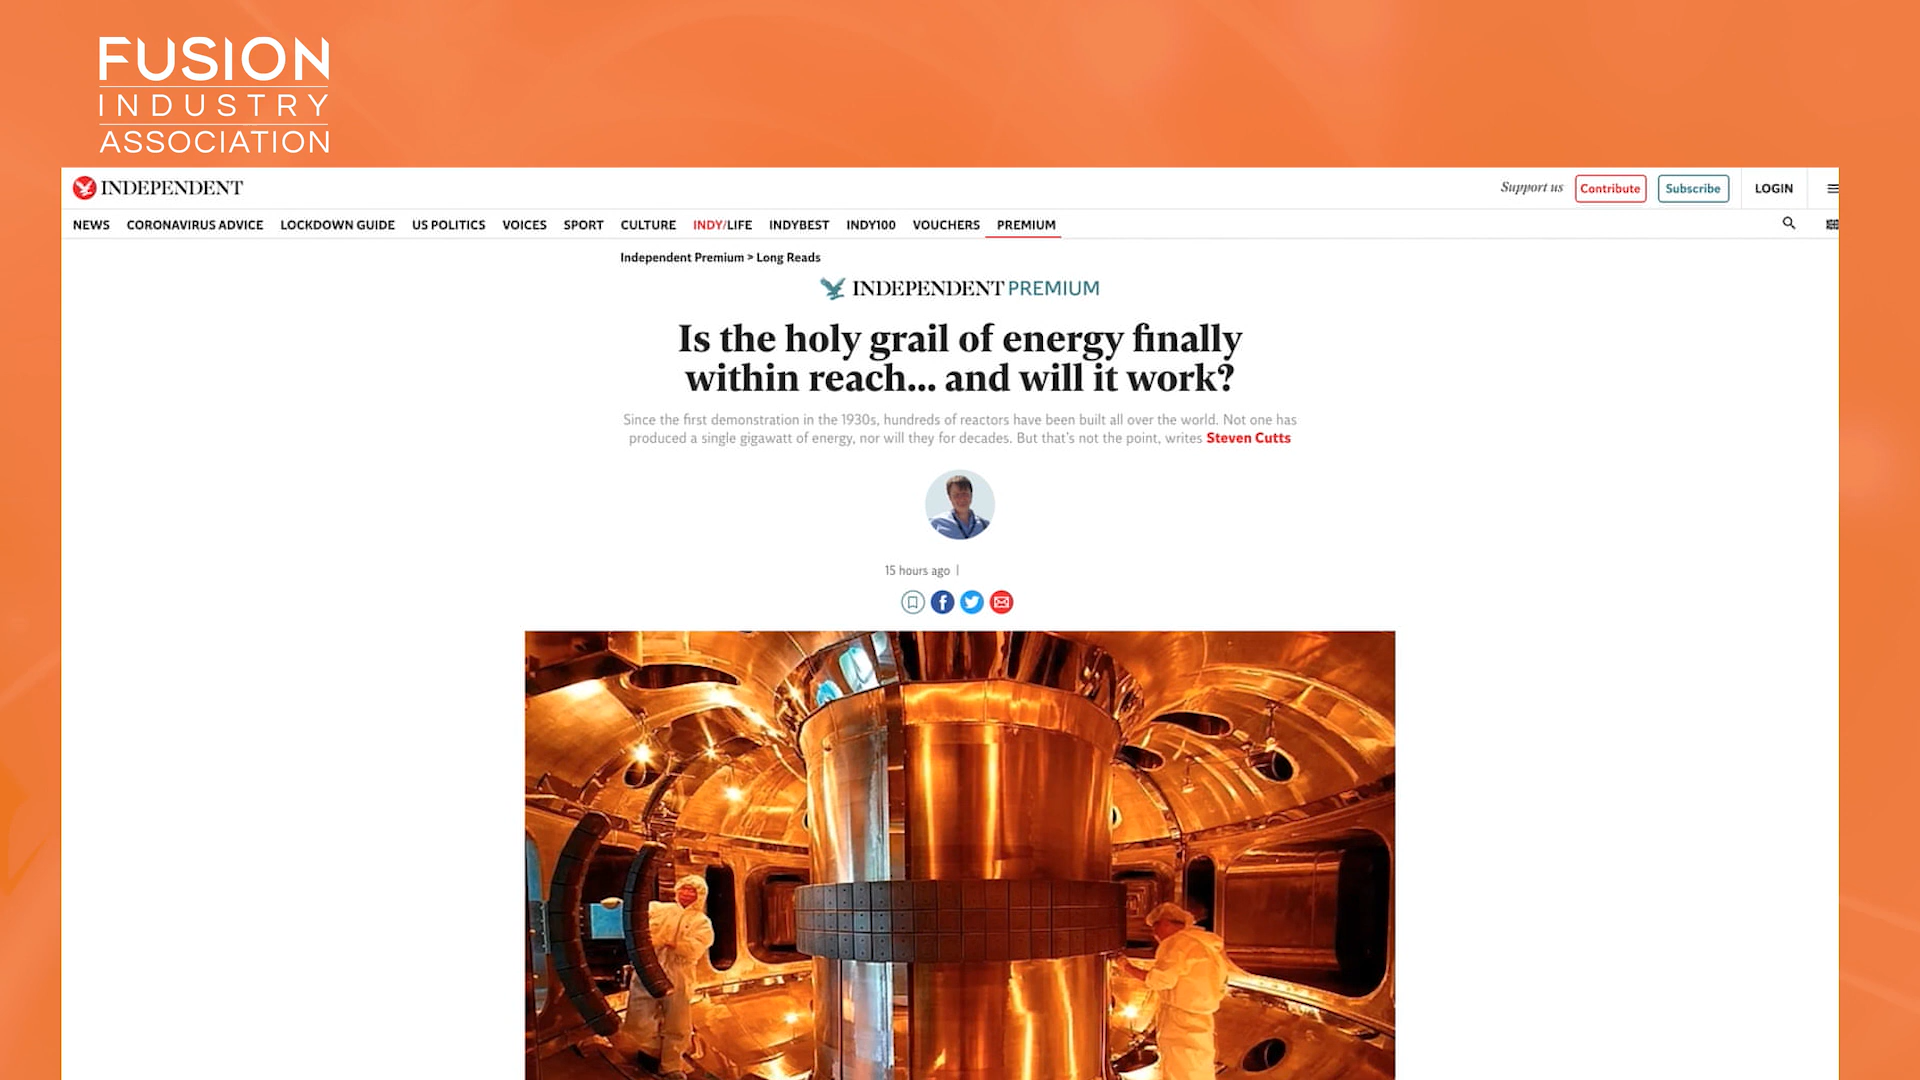 FUSION
INDUSTRY
ASSOCIATION
INDEPENDENT
Support us
Contribute
Subscribe
LOGIN
NEWS CORONAVIRUS ADVICE LOCKDOWN GUIDE US POLITICS VOICES SPORT CULTURE INDY/LIFE INDYBEST INDY100 VOUCHERS PREMIUM
Independent Premium > Long Reads
INDEPENDENT PREMIUM
Is the holy grail of energy finally
within reach... and will it work?
Since the first demonstration in the 1930s, hundreds of reactors have been built all over the world. Not one has
produced a single gigawatt of energy, nor will they for decades. But that's not the point, writes Steven Cutts
15 hours ago |